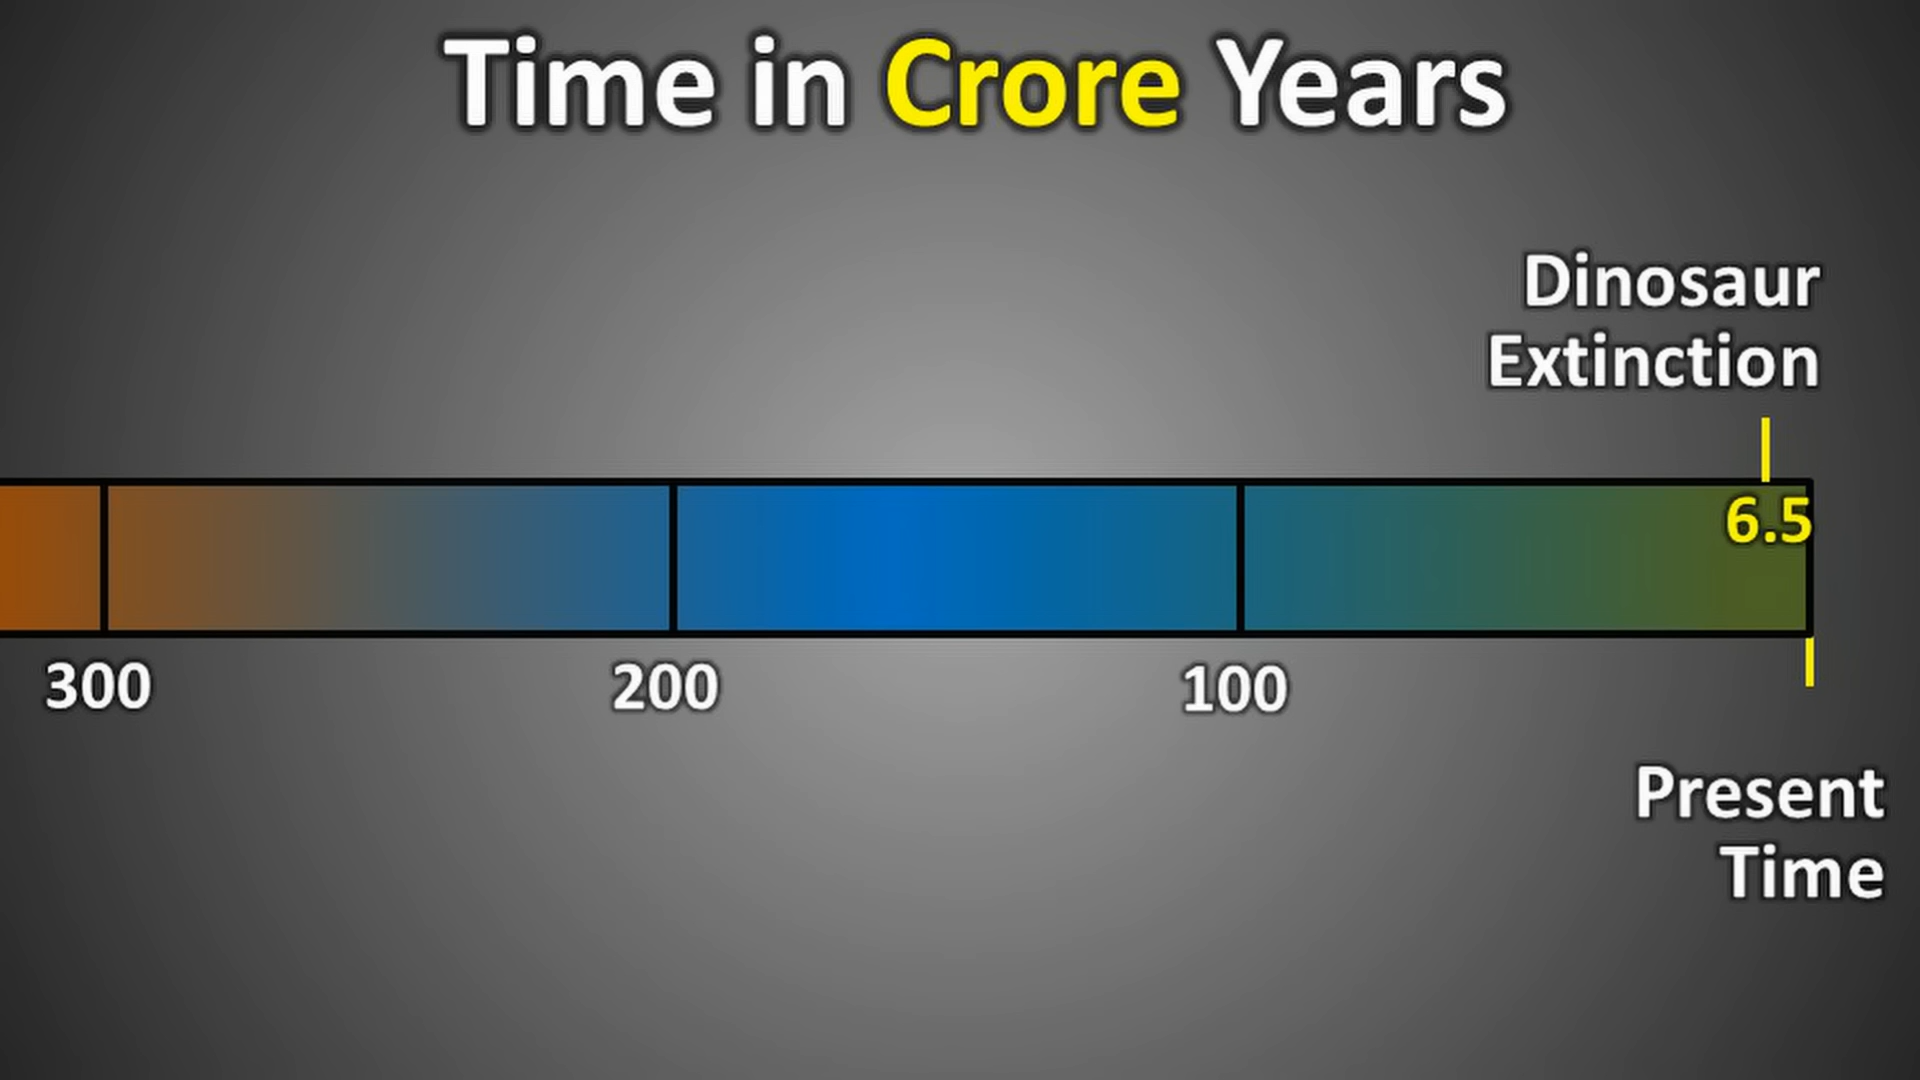 Time in Crore Years
Dinosaur
Extinction
6.5
300
200
100
Present
Time